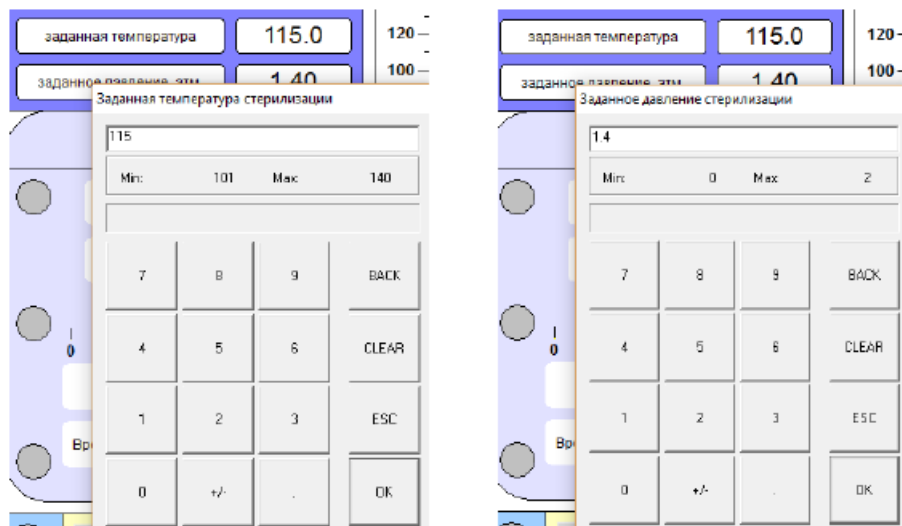 заданная температура 115.0
120
заданное давление, атм 1.40
100
Заданная температура стерилизации
115
Min: 101 Max: 140
7 8 9 BACK
4 5 6 CLEAR
0
1 2 3 ESC
Вре
0 +/- . OK
заданная температура 115.0
120
заданное давление, атм 1.40
100
Заданное давление стерилизации
1.4
Min: 0 Max: 2
7 8 9 BACK
4 5 6 CLEAR
0
1 2 3 ESC
Вре
0 +/- . OK